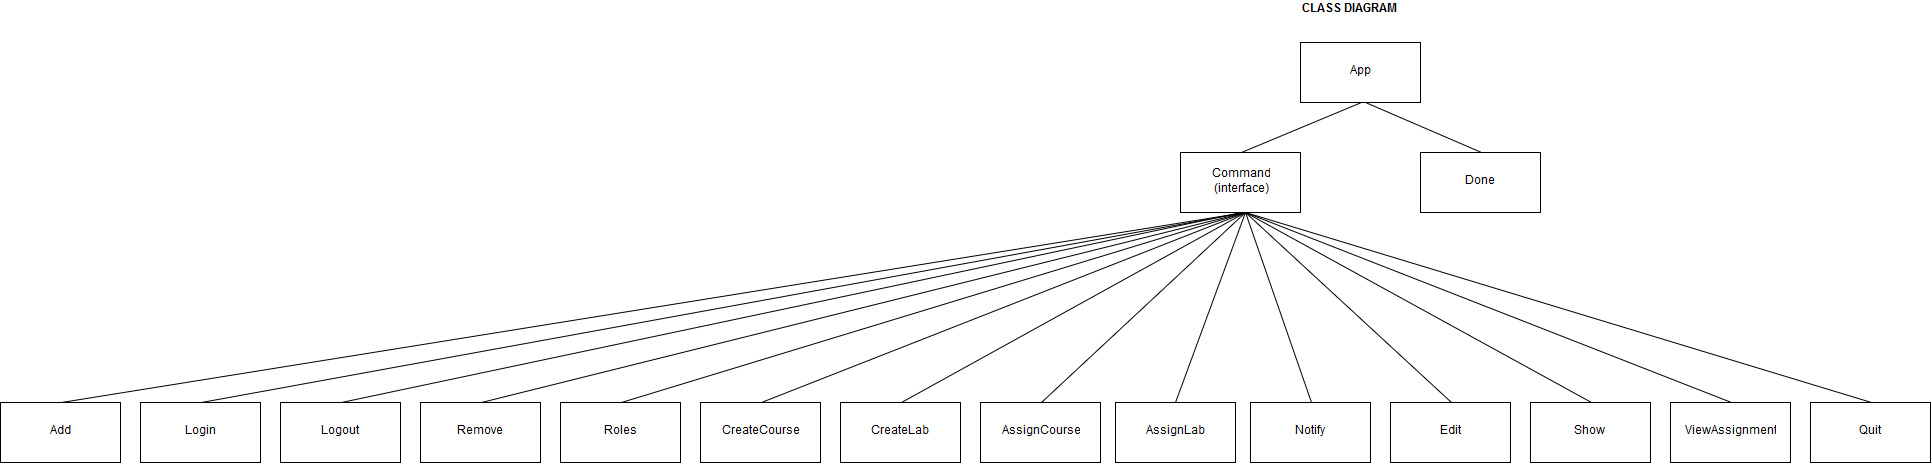 CLASS DIAGRAM
App
Command
(interface)
Done
Add
Login
Logout
Remove
Roles
CreateCourse
CreateLab
AssignCourse
AssignLab
Notify
Edit
Show
ViewAssignment
Quit